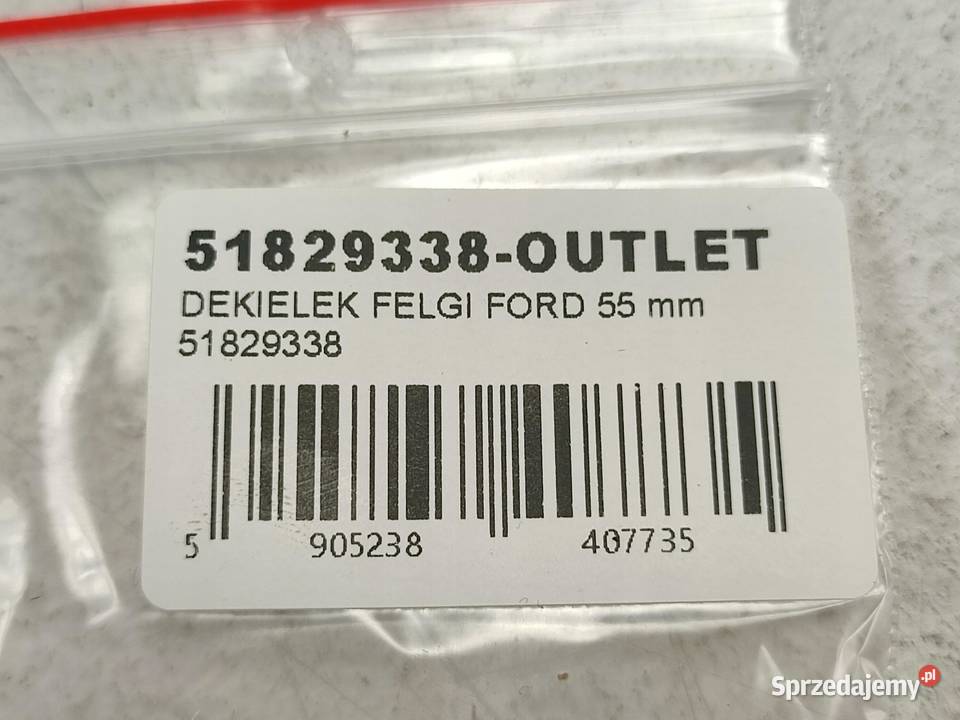 51829338-OUTLET
DEKIELEK FELGI FORD 55 mm
51829338
5 905238 407735
Sprzedajemy.pl